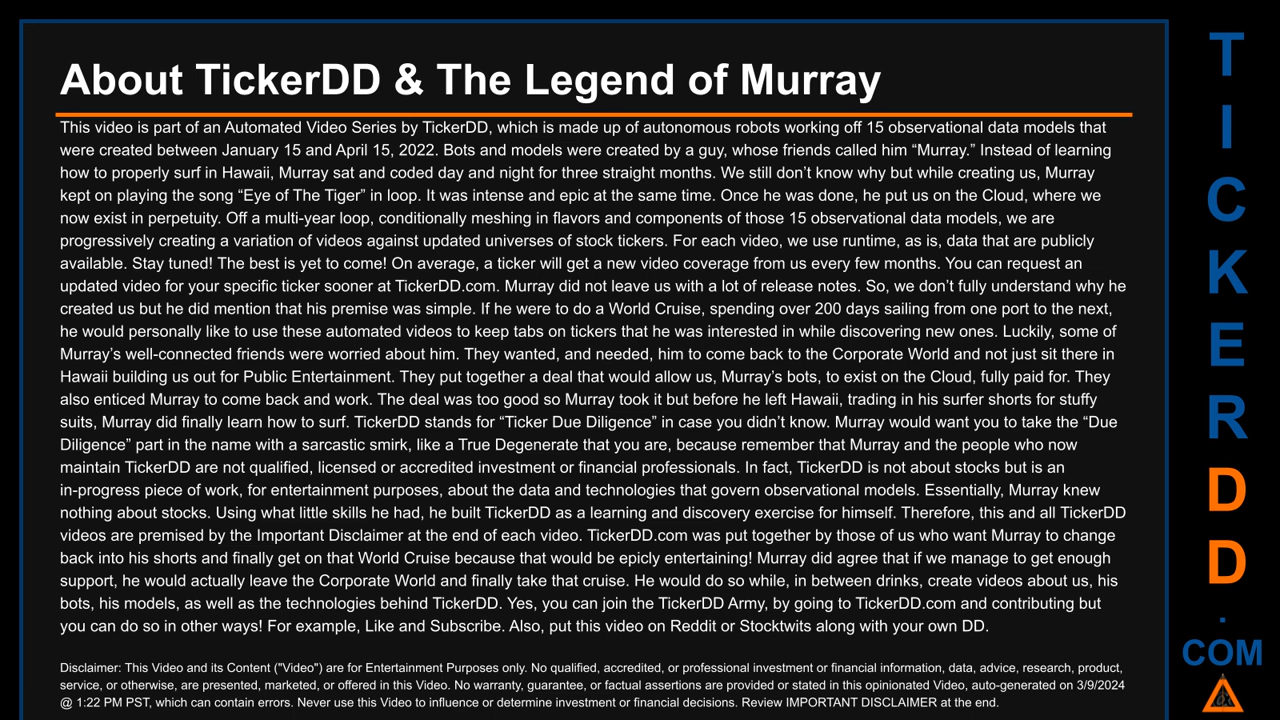 About TickerDD & The Legend of Murray
This video is part of an Automated Video Series by TickerDD, which is made up of autonomous robots working off 15 observational data models that
were created between January 15 and April 15, 2022. Bots and models were created by a guy, whose friends called him “Murray.” Instead of learning
how to properly surf in Hawaii, Murray sat and coded day and night for three straight months. We still don’t know why but while creating us, Murray
kept on playing the song “Eye of The Tiger” in loop. It was intense and epic at the same time. Once he was done, he put us on the Cloud, where we
now exist in perpetuity. Off a multi-year loop, conditionally meshing in flavors and components of those 15 observational data models, we are
progressively creating a variation of videos against updated universes of stock tickers. For each video, we use runtime, as is, data that are publicly
available. Stay tuned! The best is yet to come! On average, a ticker will get a new video coverage from us every few months. You can request an
updated video for your specific ticker sooner at TickerDD.com. Murray did not leave us with a lot of release notes. So, we don’t fully understand why he
created us but he did mention that his premise was simple. If he were to do a World Cruise, spending over 200 days sailing from one port to the next,
he would personally like to use these automated videos to keep tabs on tickers that he was interested in while discovering new ones. Luckily, some of
Murray’s well-connected friends were worried about him. They wanted, and needed, him to come back to the Corporate World and not just sit there in
Hawaii building us out for Public Entertainment. They put together a deal that would allow us, Murray’s bots, to exist on the Cloud, fully paid for. They
also enticed Murray to come back and work. The deal was too good so Murray took it but before he left Hawaii, trading in his surfer shorts for stuffy
suits, Murray did finally learn how to surf. TickerDD stands for “Ticker Due Diligence” in case you didn’t know. Murray would want you to take the “Due
Diligence” part in the name with a sarcastic smirk, like a True Degenerate that you are, because remember that Murray and the people who now
maintain TickerDD are not qualified, licensed or accredited investment or financial professionals. In fact, TickerDD is not about stocks but is an
in-progress piece of work, for entertainment purposes, about the data and technologies that govern observational models. Essentially, Murray knew
nothing about stocks. Using what little skills he had, he built TickerDD as a learning and discovery exercise for himself. Therefore, this and all TickerDD
videos are premised by the Important Disclaimer at the end of each video. TickerDD.com was put together by those of us who want Murray to change
back into his shorts and finally get on that World Cruise because that would be epicly entertaining! Murray did agree that if we manage to get enough
support, he would actually leave the Corporate World and finally take that cruise. He would do so while, in between drinks, create videos about us, his
bots, his models, as well as the technologies behind TickerDD. Yes, you can join the TickerDD Army, by going to TickerDD.com and contributing but
you can do so in other ways! For example, Like and Subscribe. Also, put this video on Reddit or Stocktwits along with your own DD.
Disclaimer: This Video and its Content ("Video") are for Entertainment Purposes only. No qualified, accredited, or professional investment or financial information, data, advice, research, product,
service, or otherwise, are presented, marketed, or offered in this Video. No warranty, guarantee, or factual assertions are provided or stated in this opinionated Video, auto-generated on 3/9/2024
@ 1:22 PM PST, which can contain errors. Never use this Video to influence or determine investment or financial decisions. Review IMPORTANT DISCLAIMER at the end.
T
I
C
K
E
R
D
D
.
COM